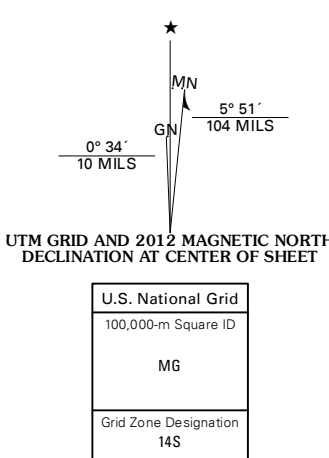 ★
MN
5° 51´
104 MILS
GN
0° 34´
10 MILS
UTM GRID AND 2012 MAGNETIC NORTH
DECLINATION AT CENTER OF SHEET
U.S. National Grid
100,000-m Square ID
MG
Grid Zone Designation
14S